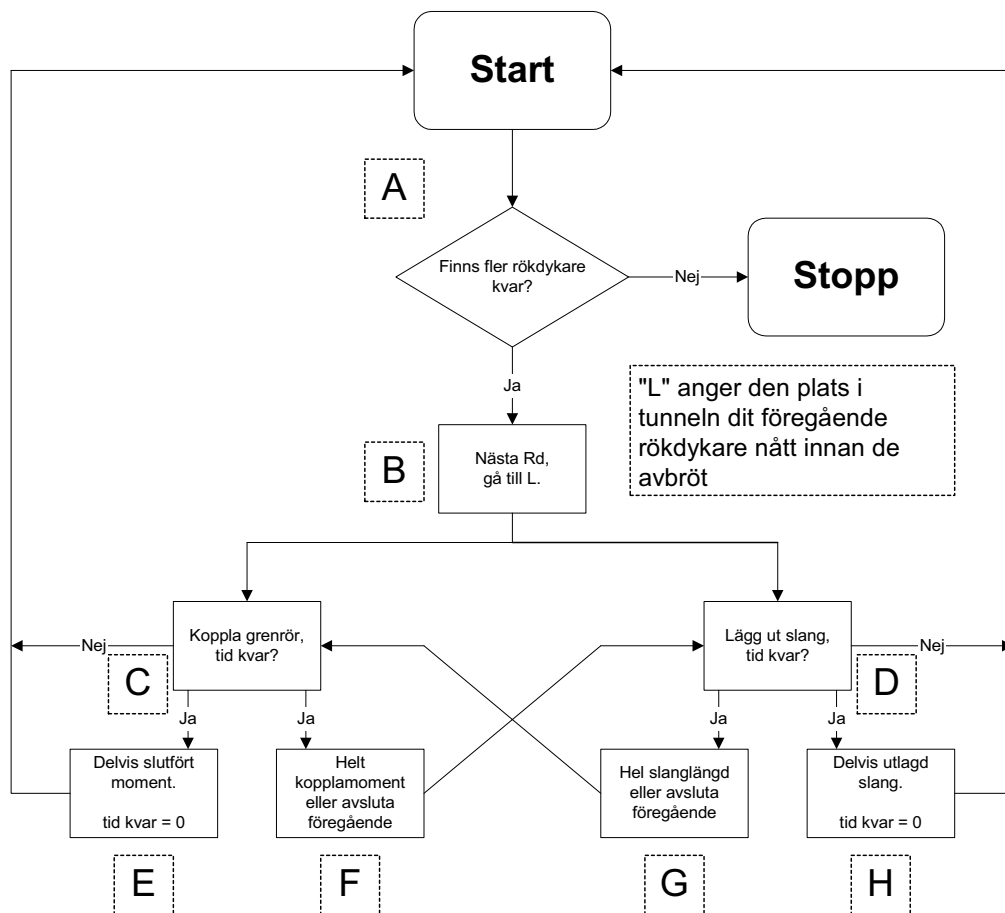 Start
A
Finns fler rökdykare
kvar?
Nej
Stopp
Ja
"L" anger den plats i
tunneln dit föregående
rökdykare nått innan de
avbröt
B
Nästa Rd,
gå till L.
Nej
Koppla grenrör,
tid kvar?
Lägg ut slang,
tid kvar?
Nej
C
D
Ja
Ja
Ja
Ja
Delvis slutfört
moment.
tid kvar = 0
Helt
kopplamoment
eller avsluta
föregående
Hel slanglängd
eller avsluta
föregående
Delvis utlagd
slang.
tid kvar = 0
E
F
G
H